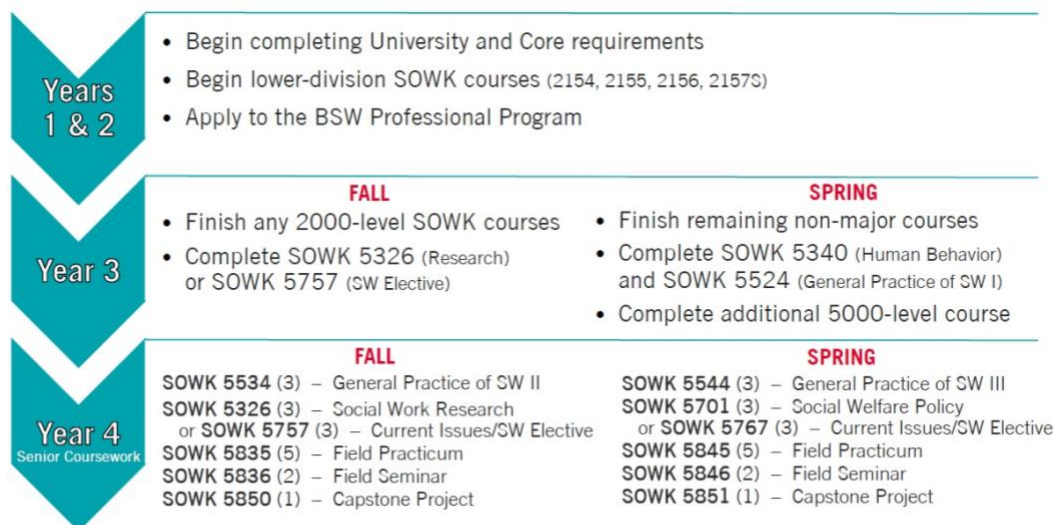 Years
1 & 2
• Begin completing University and Core requirements
• Begin lower-division SOWK courses (2154, 2155, 2156, 2157S)
• Apply to the BSW Professional Program
Year 3
FALL
• Finish any 2000-level SOWK courses
• Complete SOWK 5326 (Research)
or SOWK 5757 (SW Elective)
SPRING
• Finish remaining non-major courses
• Complete SOWK 5340 (Human Behavior)
and SOWK 5524 (General Practice of SW I)
• Complete additional 5000-level course
Year 4
Senior Coursework
FALL
SOWK 5534 (3) – General Practice of SW II
SOWK 5326 (3) – Social Work Research
or SOWK 5757 (3) – Current Issues/SW Elective
SOWK 5835 (5) – Field Practicum
SOWK 5836 (2) – Field Seminar
SOWK 5850 (1) – Capstone Project
SPRING
SOWK 5544 (3) – General Practice of SW III
SOWK 5701 (3) – Social Welfare Policy
or SOWK 5767 (3) – Current Issues/SW Elective
SOWK 5845 (5) – Field Practicum
SOWK 5846 (2) – Field Seminar
SOWK 5851 (1) – Capstone Project